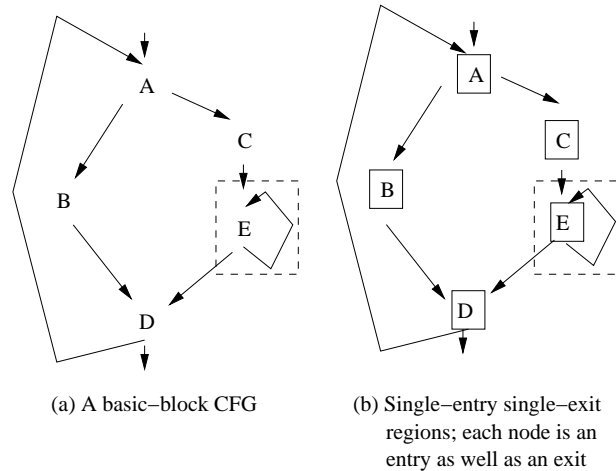 A
C
B
E
D
(a) A basic−block CFG
A
C
B
E
D
(b) Single−entry single−exit
regions; each node is an
entry as well as an exit